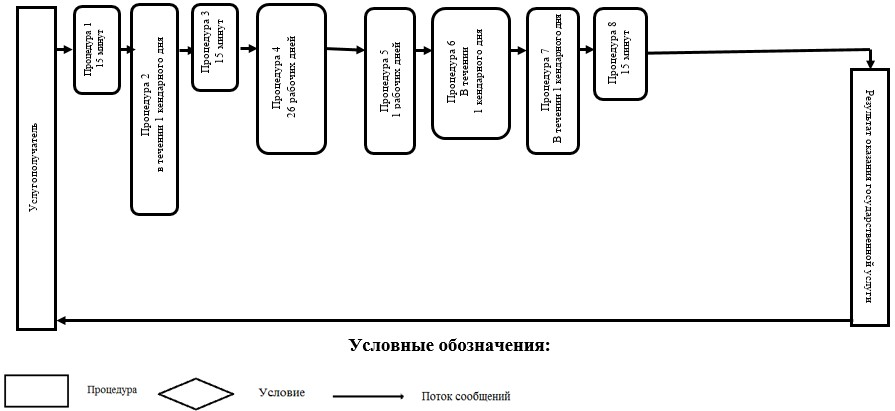 Услугополучатель
Процедура 1
15 минут
Процедура 2
в течении 1 кендарного дня
Процедура 3
15 минут
Процедура 4
26 рабочих дней
Процедура 5
1 рабочих дней
Процедура 6
В течении
1 кендарного дня
Процедура 7
В течении 1 кендарного дня
Процедура 8
15 минут
Результат оказания государственной услуги
Условные обозначения:
Процедура
Условие
Поток сообщений